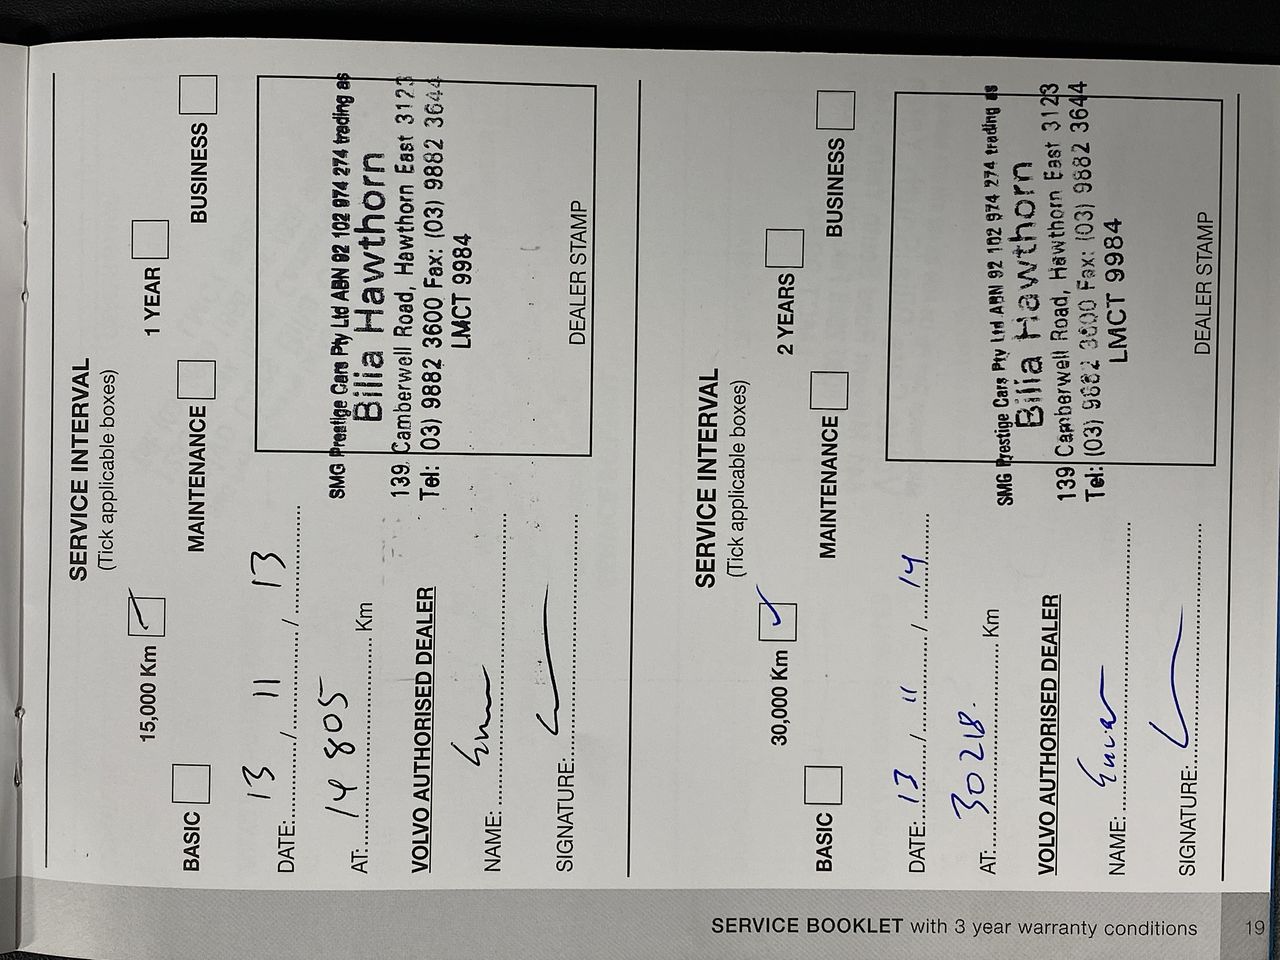 SERVICE INTERVAL
(Tick applicable boxes)
15,000 Km 1 YEAR
BASIC MAINTENANCE BUSINESS
DATE: 13 / 11 / 13
AT: 14805 Km
VOLVO AUTHORISED DEALER
NAME:
SIGNATURE:
SMG Prestige Cars Pty Ltd ABN 92 102 974 274 trading as
Bilia Hawthorn
139 Camberwell Road, Hawthorn East 3123
Tel: 03) 9882 3600 Fax: (03) 9882 3644
LMCT 9984
DEALER STAMP
SERVICE INTERVAL
(Tick applicable boxes)
30,000 Km 2 YEARS
BASIC MAINTENANCE BUSINESS
DATE: 13 / 11 / 14
AT: 30218 Km
VOLVO AUTHORISED DEALER
NAME:
SIGNATURE:
SMG Prestige Cars Pty Ltd ABN 92 102 974 274 trading as
Bilia Hawthorn
139 Camberwell Road, Hawthorn East 3123
Tel: (03) 9882 3600 Fax: (03) 9882 3644
LMCT 9984
DEALER STAMP
SERVICE BOOKLET with 3 year warranty conditions 19